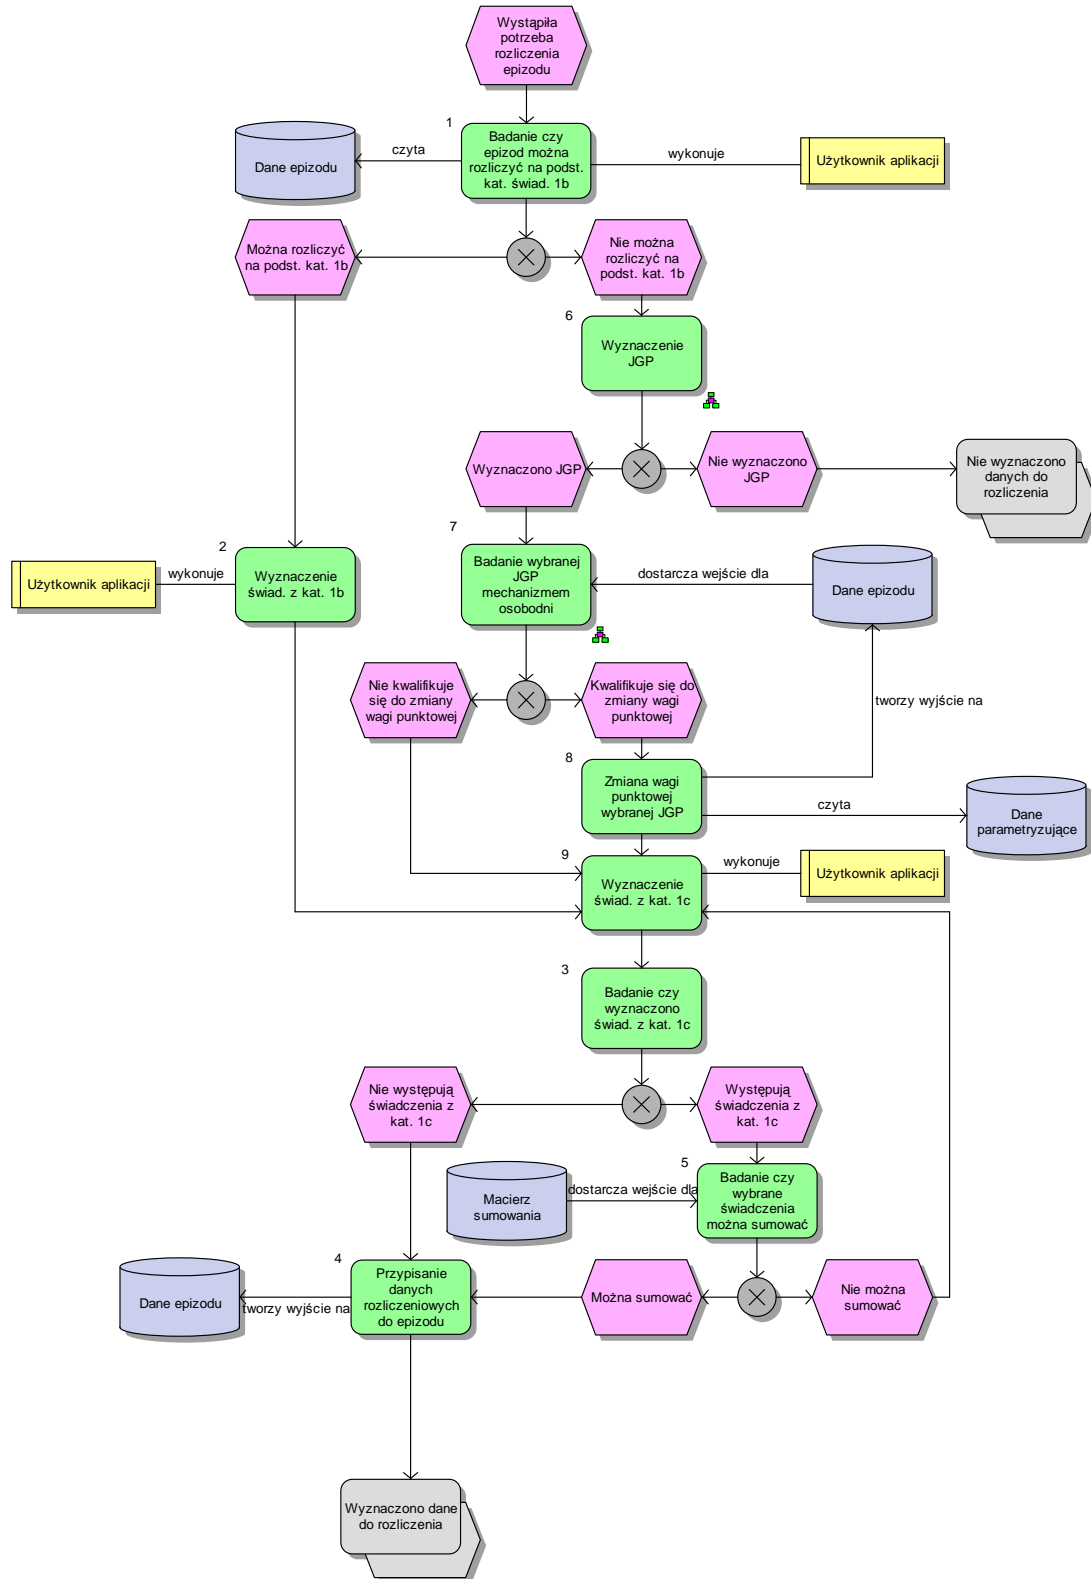 Wystąpiła
potrzeba
rozliczenia
epizodu
1
Badanie czy
epizod można
rozliczyć na podst.
kat. świad. 1b
czyta
Dane epizodu
wykonuje
Użytkownik aplikacji
Można rozliczyć
na podst. kat. 1b
Nie można
rozliczyć na
podst. kat. 1b
6
Wyznaczenie
JGP
Wyznaczono JGP
Nie wyznaczono
JGP
Nie wyznaczono
danych do
rozliczenia
7
Badanie wybranej
JGP
mechanizmem
osobodni
dostarcza wejście dla
Dane epizodu
2
Wyznaczenie
świad. z kat. 1b
wykonuje
Użytkownik aplikacji
Nie kwalifikuje
się do zmiany
wagi punktowej
Kwalifikuje się do
zmiany wagi
punktowej
tworzy wyjście na
8
Zmiana wagi
punktowej
wybranej JGP
czyta
Dane
parametryzujące
9
Wyznaczenie
świad. z kat. 1c
wykonuje
Użytkownik aplikacji
3
Badanie czy
wyznaczono
świad. z kat. 1c
Nie występują
świadczenia z
kat. 1c
Występują
świadczenia z
kat. 1c
5
Badanie czy
wybrane
świadczenia
można sumować
dostarcza wejście dla
Macierz
sumowania
4
Przypisanie
danych
rozliczeniowych
do epizodu
Można sumować
Nie można
sumować
Dane epizodu
tworzy wyjście na
Wyznaczono dane
do rozliczenia